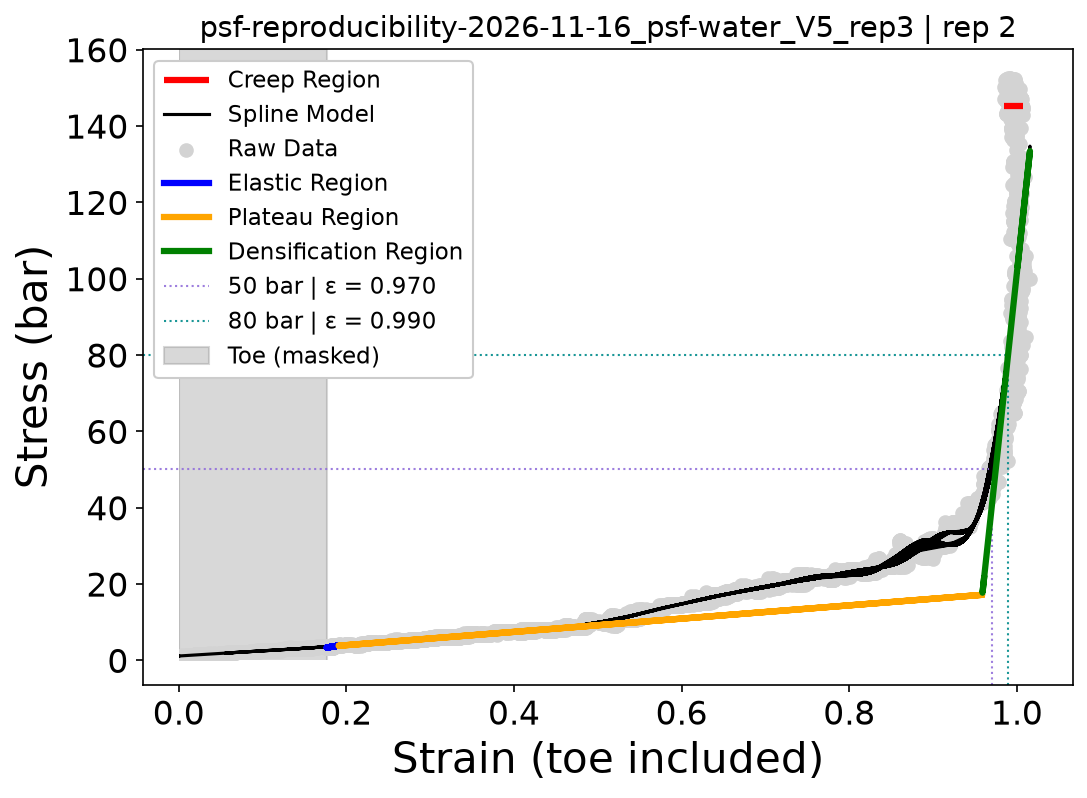 psf-reproducibility-2026-11-16_psf-water_V5_rep3 | rep 2
Stress (bar)
160
140
120
100
80
60
40
20
0
Creep Region
Spline Model
Raw Data
Elastic Region
Plateau Region
Densification Region
50 bar | ε = 0.970
80 bar | ε = 0.990
Toe (masked)
0.0 0.2 0.4 0.6 0.8 1.0
Strain (toe included)